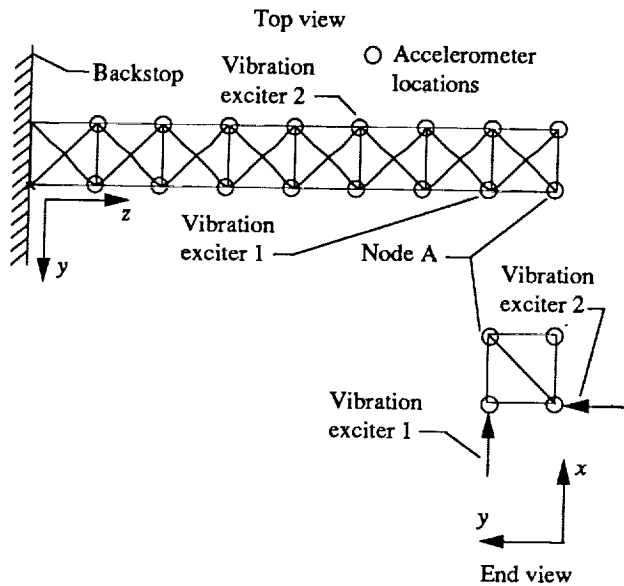 Top view
Backstop
Vibration
exciter 2
Accelerometer
locations
z
y
Vibration
exciter 1
Node A
Vibration
exciter 2
Vibration
exciter 1
x
y
End view